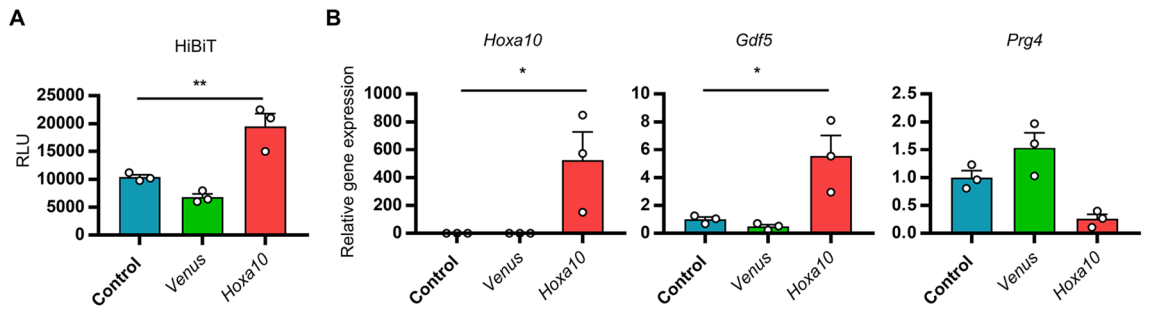 A
HiBiT
**
RLU
25000
20000
15000
10000
5000
0
Control
Venus
Hoxa10
B
Relative gene expression
Hoxa10
*
1000
800
600
400
200
0
Control
Venus
Hoxa10
Gdf5
*
10
8
6
4
2
0
Control
Venus
Hoxa10
Prg4
2.5
2.0
1.5
1.0
0.5
0.0
Control
Venus
Hoxa10